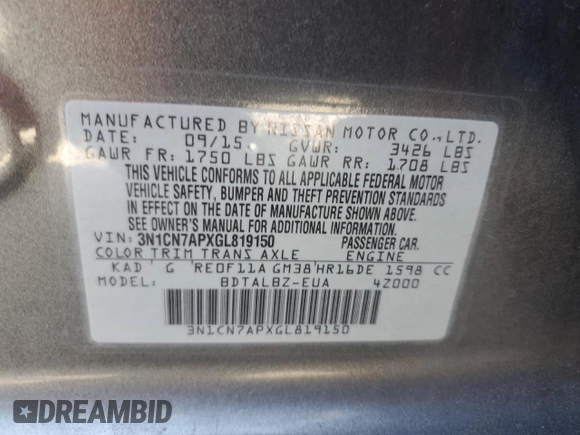 MANUFACTURED BY NISSAN MOTOR CO., LTD.
DATE: 09/15 GVWR: 3426 LBS
GAWR FR: 1750 LBS GAWR RR: 1708 LBS
THIS VEHICLE CONFORMS TO ALL APPLICABLE FEDERAL MOTOR
VEHICLE SAFETY, BUMPER AND THEFT PREVENTION STANDARDS
IN EFFECT ON THE DATE OF MANUFACTURE SHOWN ABOVE.
SEE OWNER'S MANUAL FOR ADDITIONAL INFORMATION.
VIN: 3N1CN7APXGL819150 PASSENGER CAR.
COLOR TRIM TRANS AXLE ENGINE
KAD G RE0F11A GM38 HR16DE 1598 CC
MODEL: BDTALBZ-EUA 4Z000
3N1CN7APXGL819150
DREAMBID